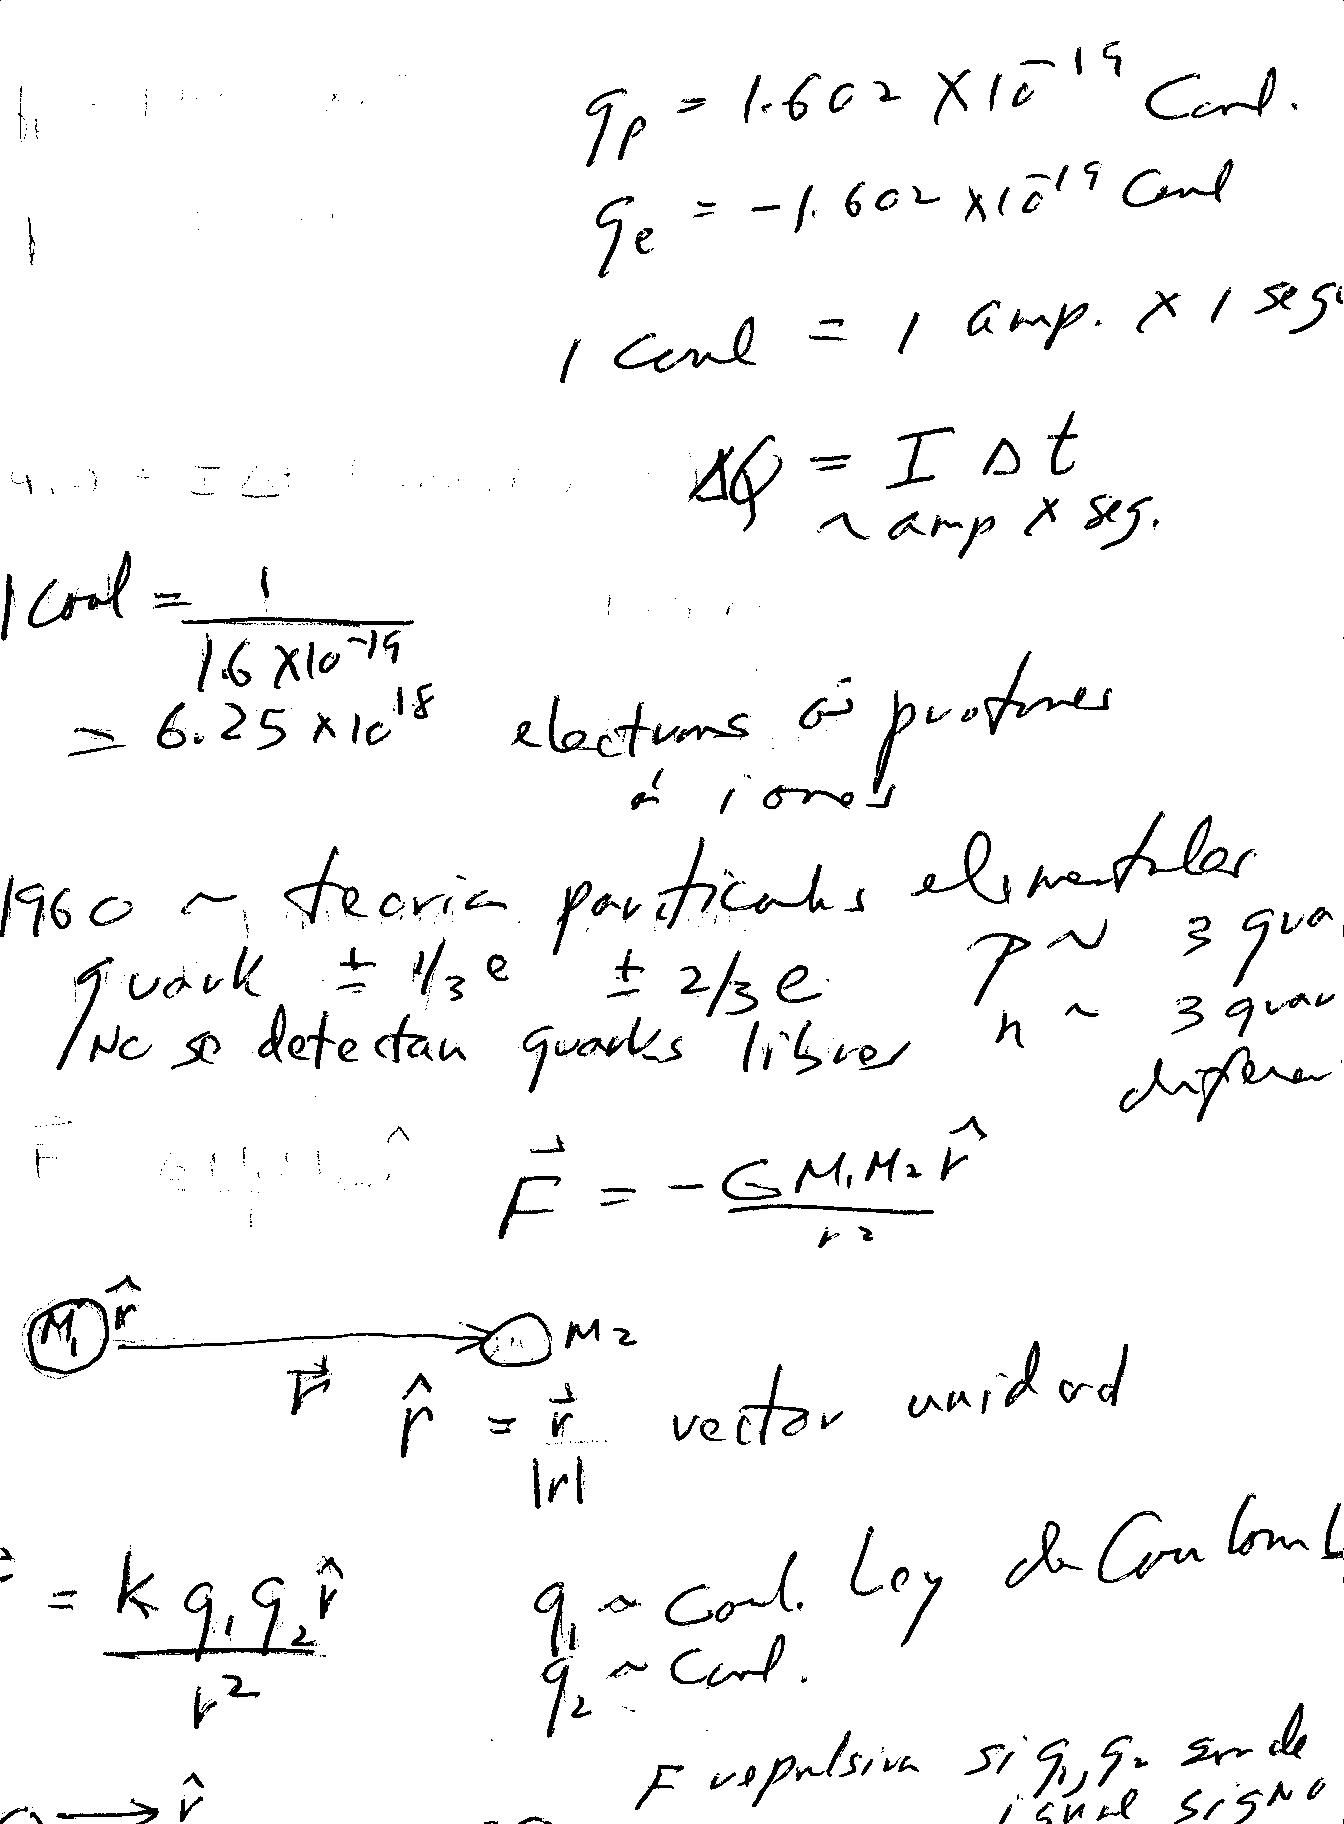 qp = 1.602 X10^-19 Coul.
qe = -1.602 X10^-19 Coul
1 Coul = 1 amp. x 1 segu
ΔQ = I Δt
~ amp x seg.
1 Coul = 1 / 1.6 X10^-19
= 6.25 x10^18 electrons ó protones
ó iones
1960 ~ teoria particulas elementales
quark ± 1/3 e ± 2/3 e p ~ 3 qua
No se detectan quarks libres n ~ 3 quar
diferen
F⃗ = - G M1 M2 r̂ / r²
M1 r̂ M2
r⃗
r̂ = r⃗ / |r| vector unidad
= k q1 q2 r̂ / r² q1 ~ Coul. Ley de Coulomb
q2 ~ Coul.
F repulsiva si q1, q2 son de
r̂ igual signo